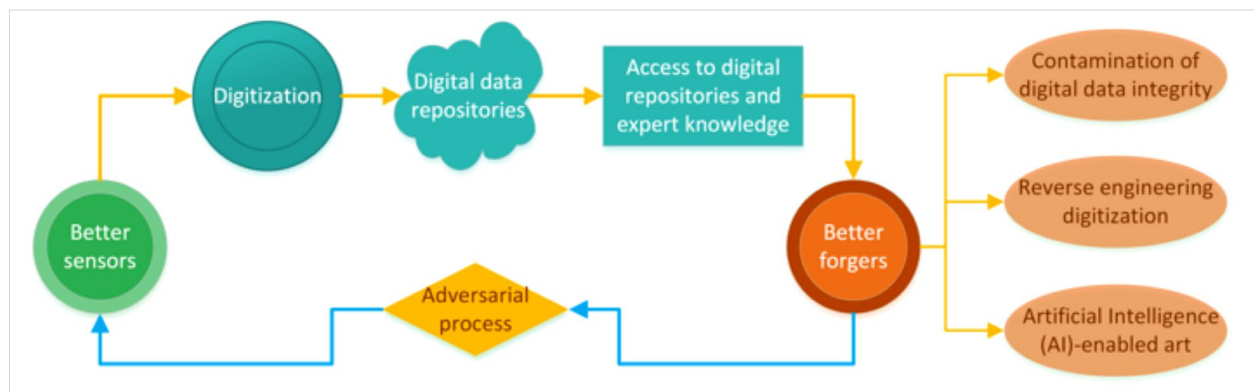 Digitization
Digital data
repositories
Access to digital
repositories and
expert knowledge
Contamination of
digital data integrity
Reverse engineering
digitization
Better
sensors
Better
forgers
Adversarial
process
Artificial Intelligence
(AI)-enabled art